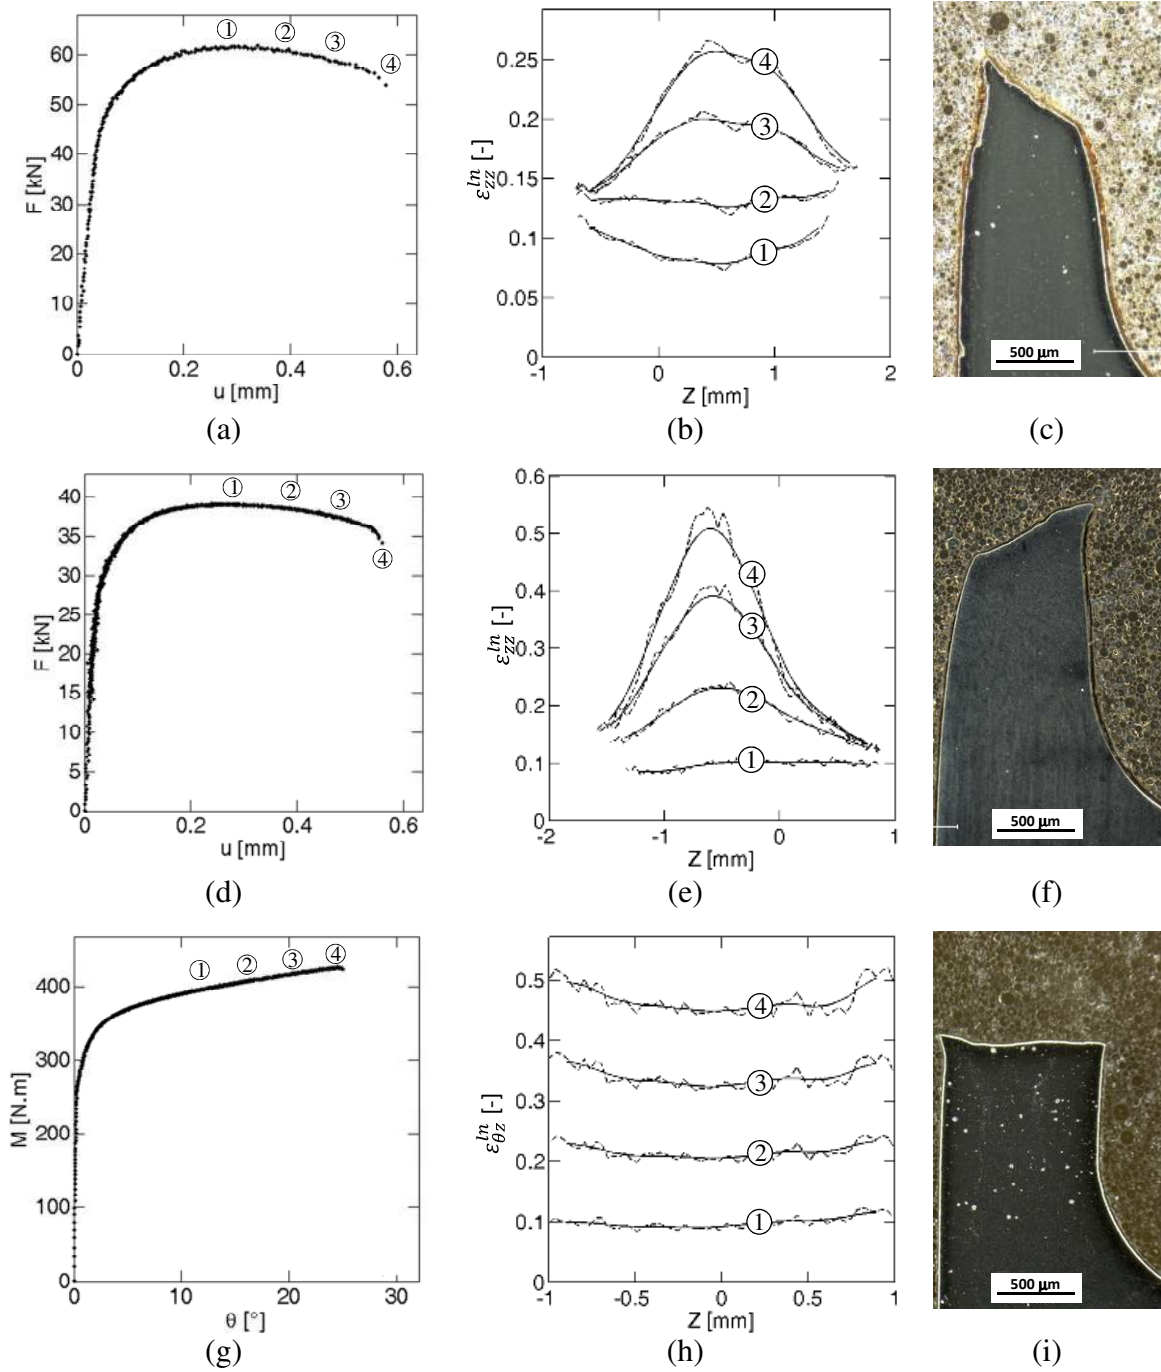 60
50
40
30
20
10
0
F [kN]
0
0.2
0.4
0.6
u [mm]
① ② ③ ④
(a)
0.25
0.2
0.15
0.1
0.05
0
ε_zz^ln [-]
-1
0
1
2
Z [mm]
④
③
②
①
(b)
500 µm
(c)
40
35
30
25
20
15
10
5
0
F [kN]
0
0.2
0.4
0.6
u [mm]
① ② ③ ④
(d)
0.6
0.5
0.4
0.3
0.2
0.1
0
ε_zz^ln [-]
-2
-1
0
1
Z [mm]
④
③
②
①
(e)
500 µm
(f)
400
300
200
100
0
M [N.m]
0
10
20
30
θ [°]
① ② ③ ④
(g)
0.5
0.4
0.3
0.2
0.1
0
ε_θz^ln [-]
-1
-0.5
0
0.5
1
Z [mm]
④
③
②
①
(h)
500 µm
(i)